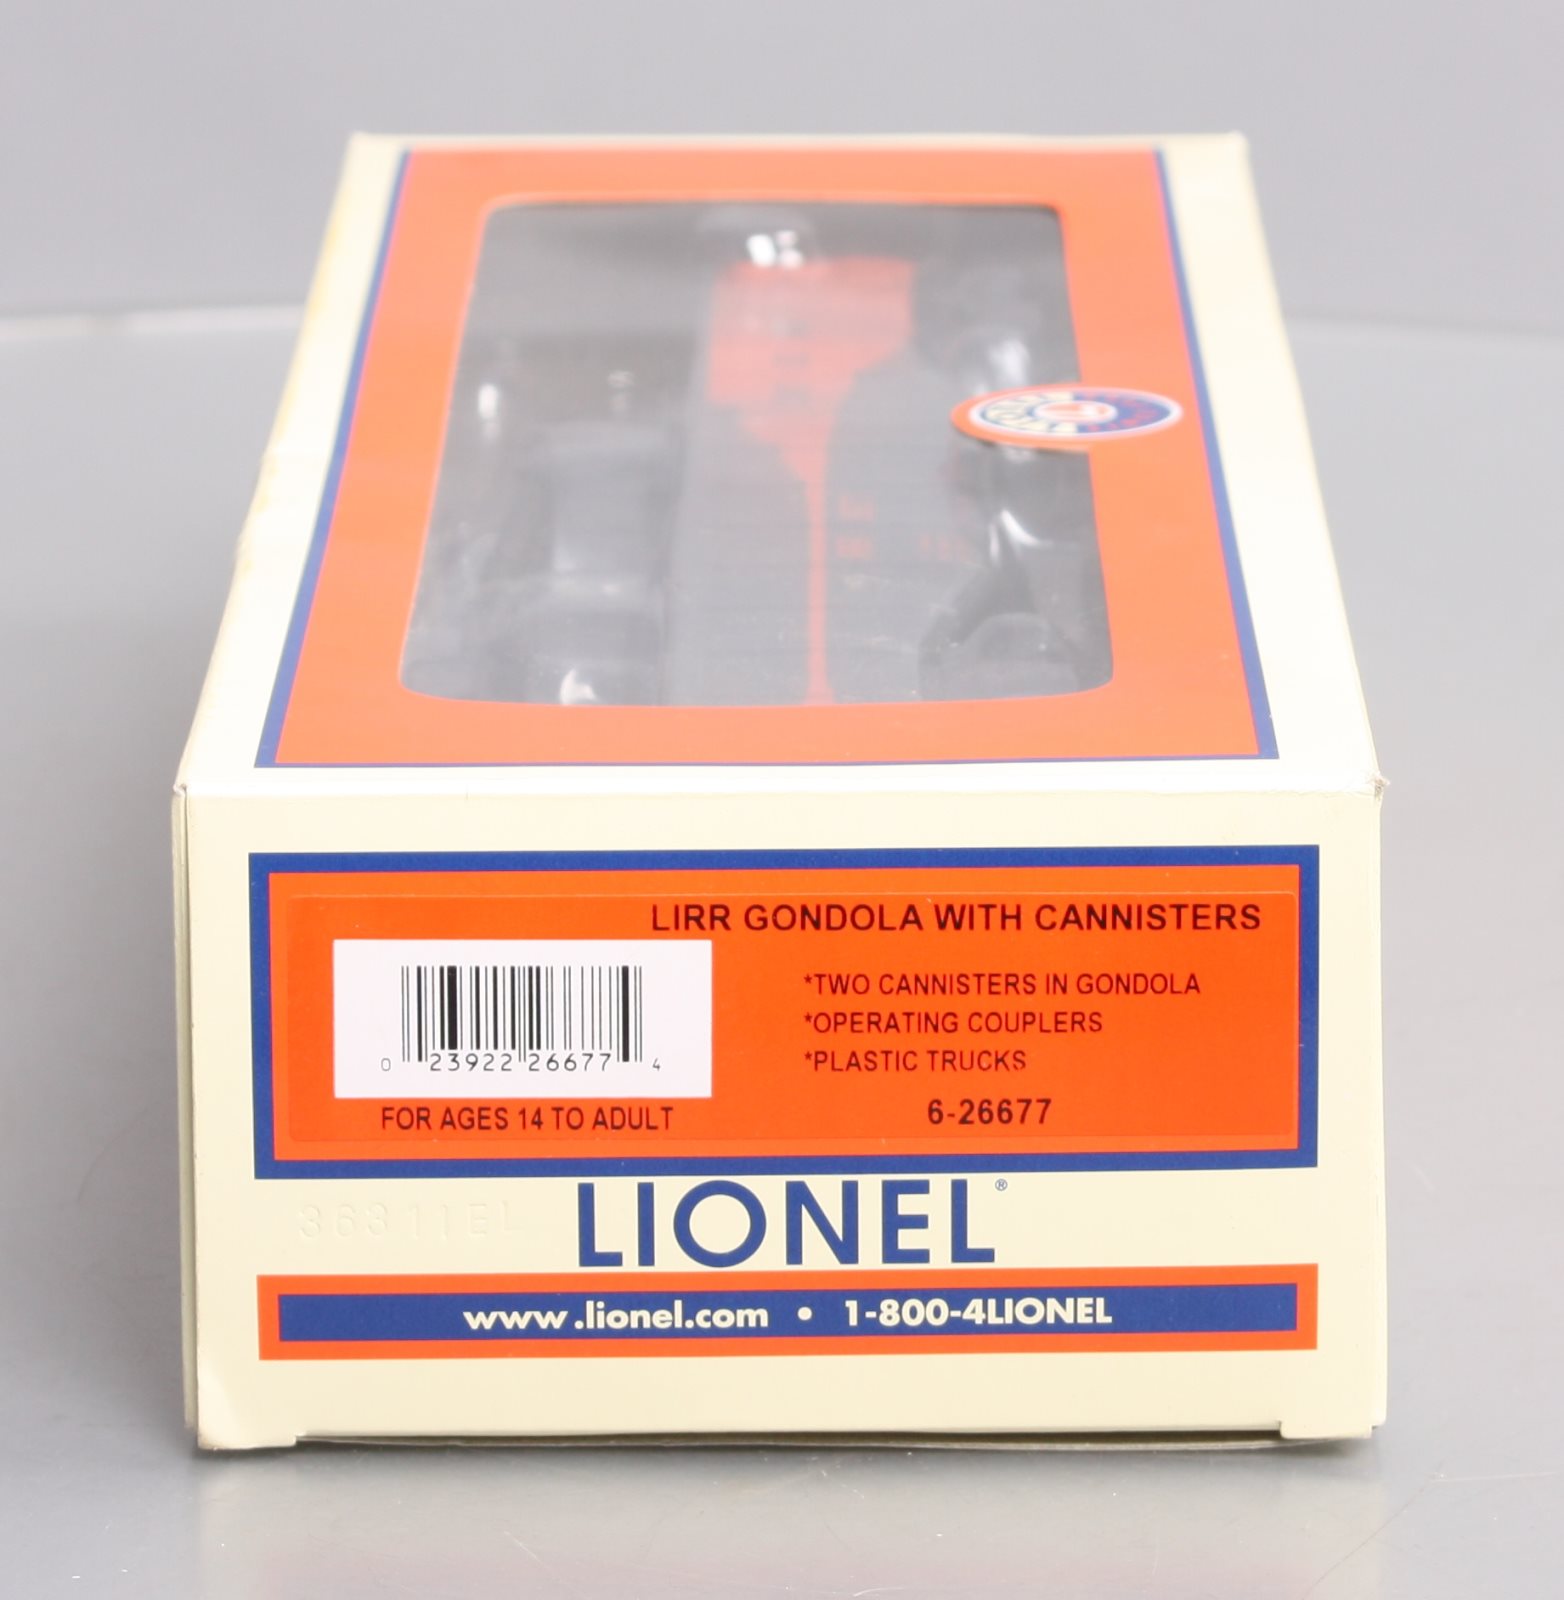 LIRR GONDOLA WITH CANNISTERS
*TWO CANNISTERS IN GONDOLA
*OPERATING COUPLERS
*PLASTIC TRUCKS
6-26677
0 23922 26677 4
FOR AGES 14 TO ADULT
LIONEL®
www.lionel.com • 1-800-4LIONEL